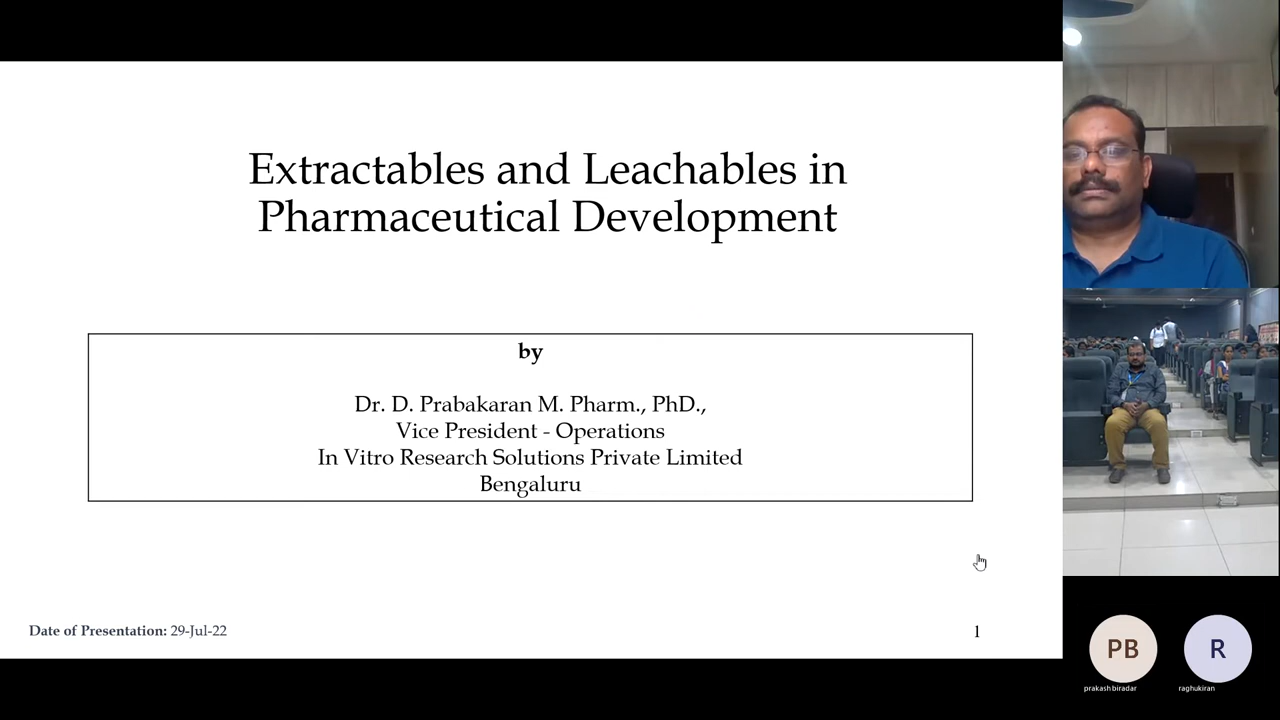 Extractables and Leachables in
Pharmaceutical Development
by
Dr. D. Prabakaran M. Pharm., PhD.,
Vice President - Operations
In Vitro Research Solutions Private Limited
Bengaluru
Date of Presentation: 29-Jul-22
1
PB
R
prakash biradar
raghukiran